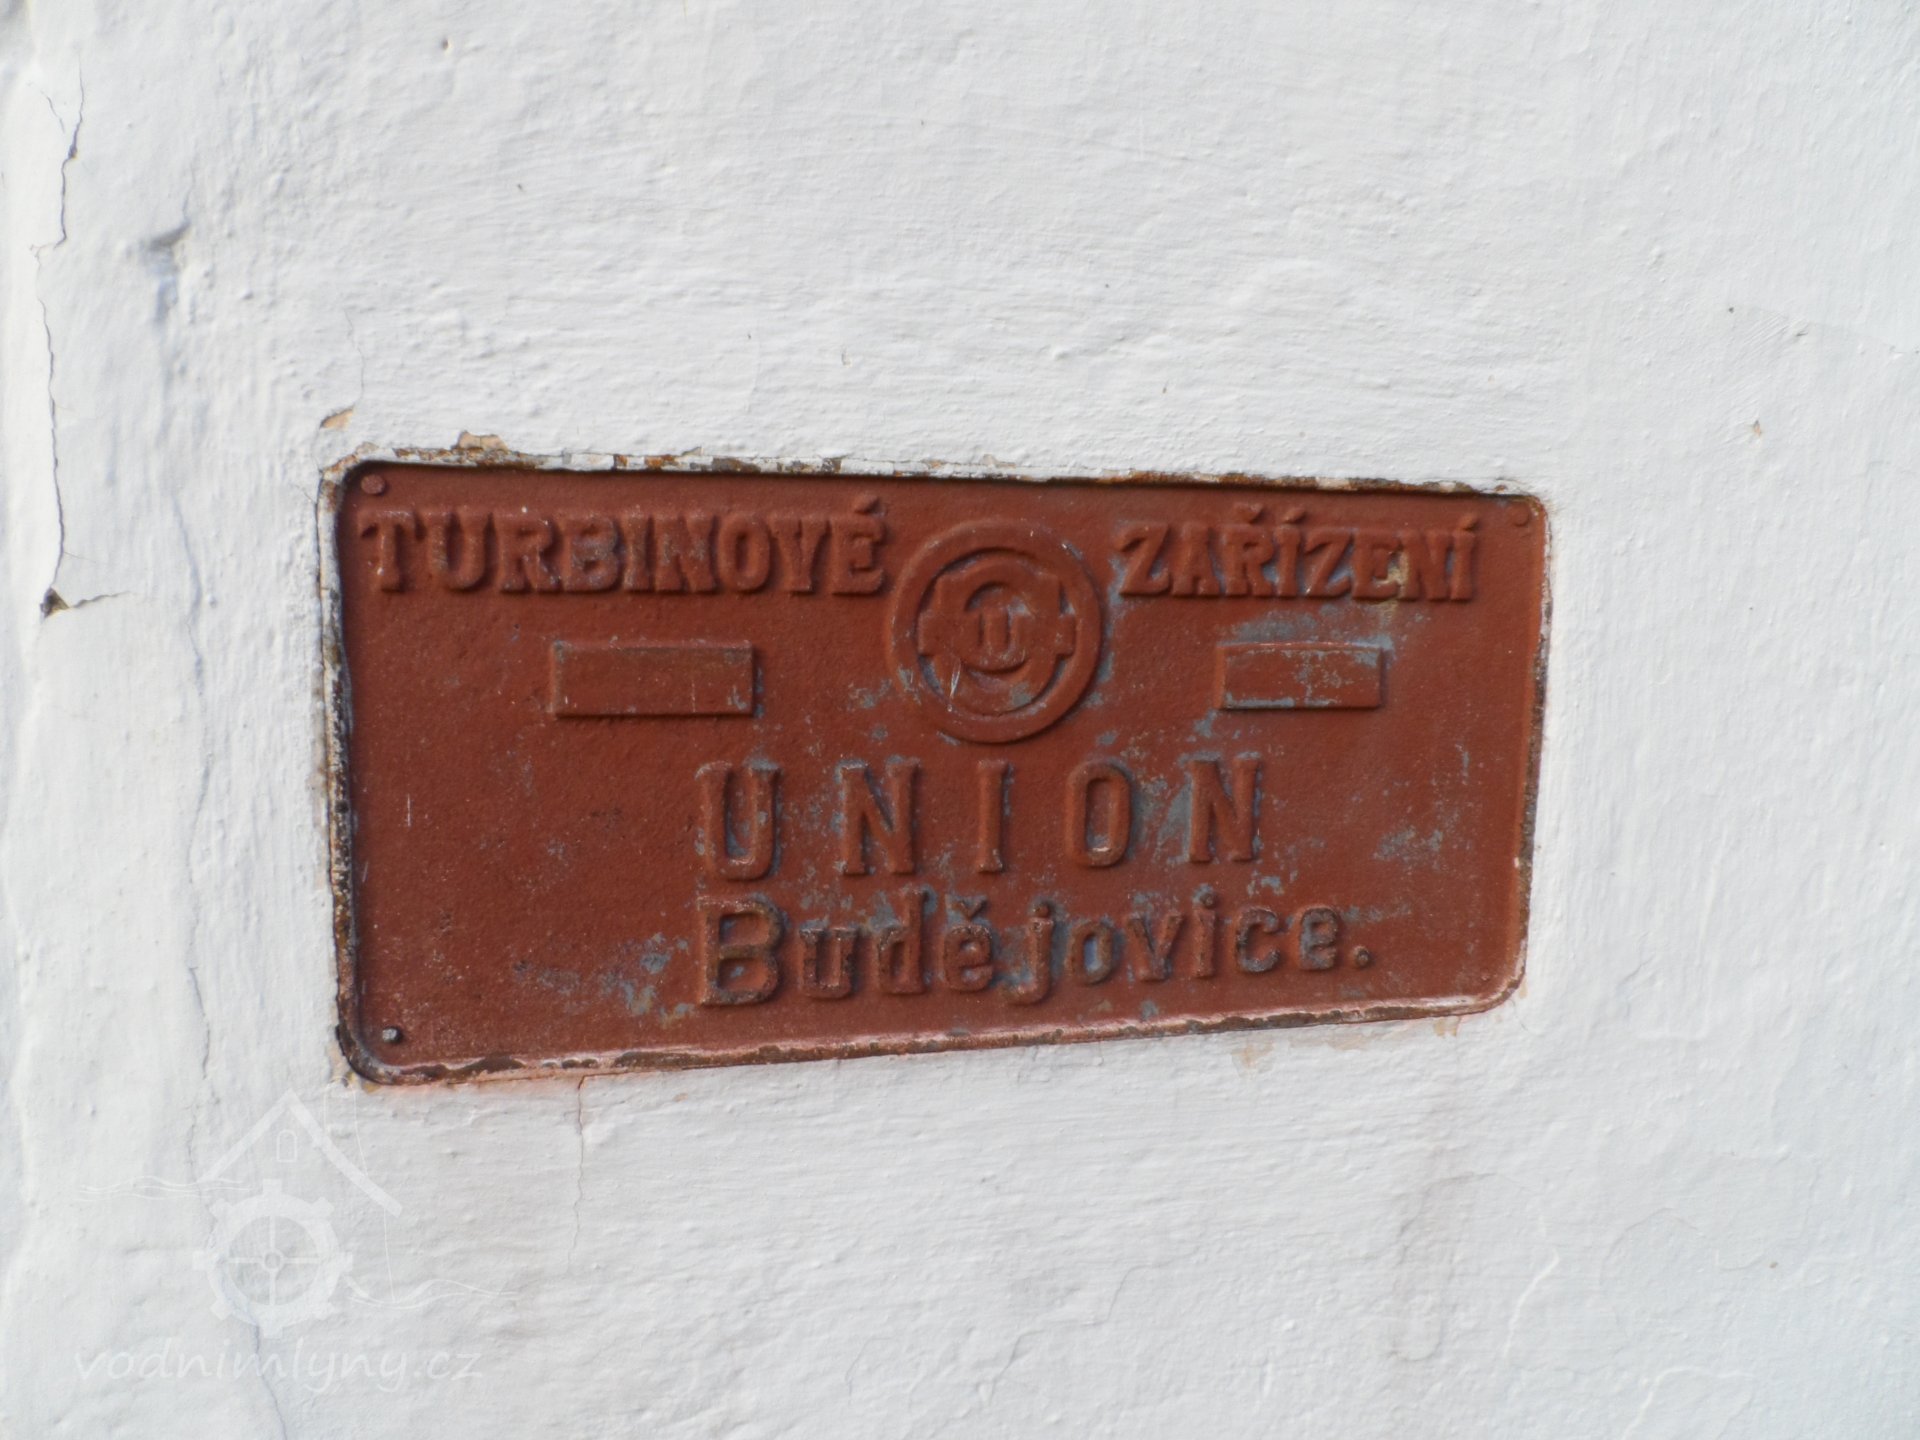 TURBINOVÉ ZAŘÍZENÍ
U
UNION
Budějovice.
vodnimlyny.cz